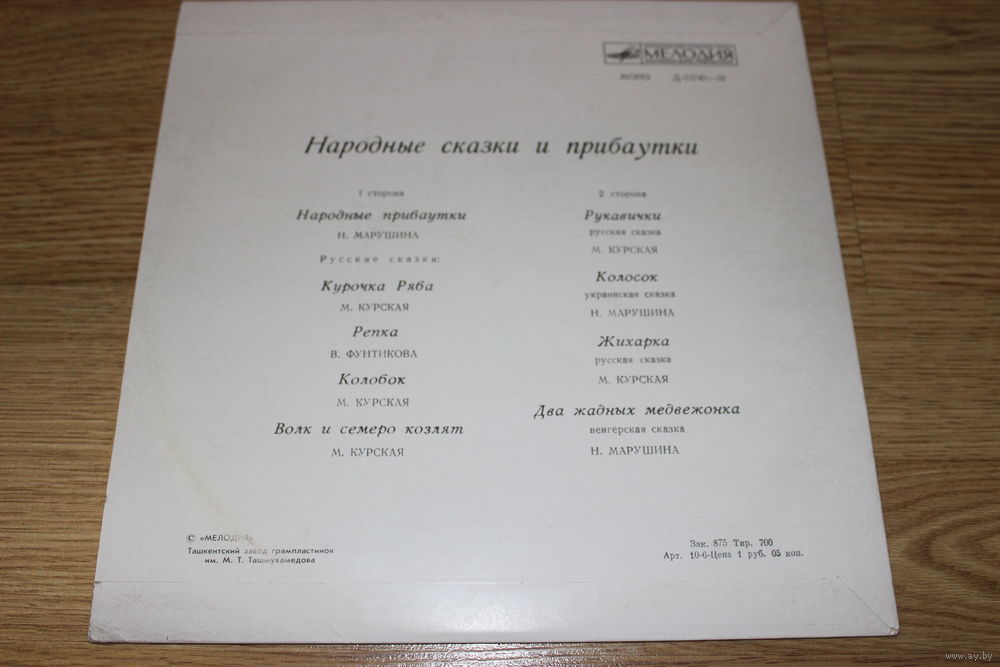 МЕЛОДИЯ
МОНО
Народные сказки и прибаутки
1 сторона
Народные прибаутки
Н. МАРУШИНА
Русские сказки:
Курочка Ряба
М. КУРСКАЯ
Репка
В. ФУНТИКОВА
Колобок
М. КУРСКАЯ
Волк и семеро козлят
М. КУРСКАЯ
2 сторона
Рукавички
русская сказка
М. КУРСКАЯ
Колосок
украинская сказка
Н. МАРУШИНА
Жихарка
русская сказка
М. КУРСКАЯ
Два жадных медвежонка
венгерская сказка
Н. МАРУШИНА
© «МЕЛОДИЯ»
Ташкентский завод грампластинок
им. М. Т. Ташмухамедова
Зак. 875 Тир. 700
Арт. 10-6-Цена 1 руб. 05 коп.
www.ay.by